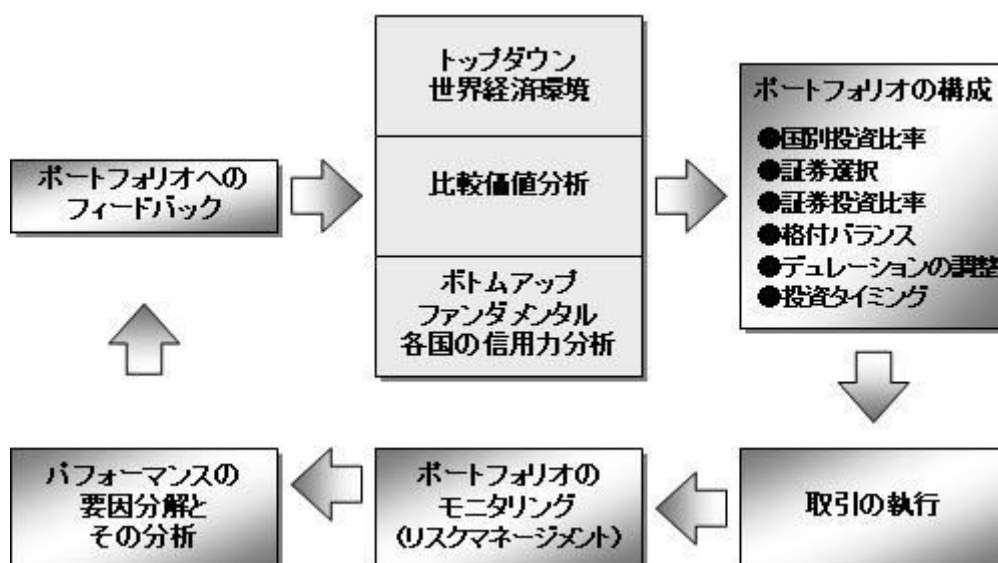 トップダウン
世界経済環境
比較価値分析
ボトムアップ
ファンダメンタル
各国の信用力分析
ポートフォリオの構成
●国別投資比率
●証券選択
●証券投資比率
●格付バランス
●デュレーションの調整
●投資タイミング
取引の執行
ポートフォリオの
モニタリング
(リスクマネージメント)
パフォーマンスの
要因分解と
その分析
ポートフォリオへの
フィードバック